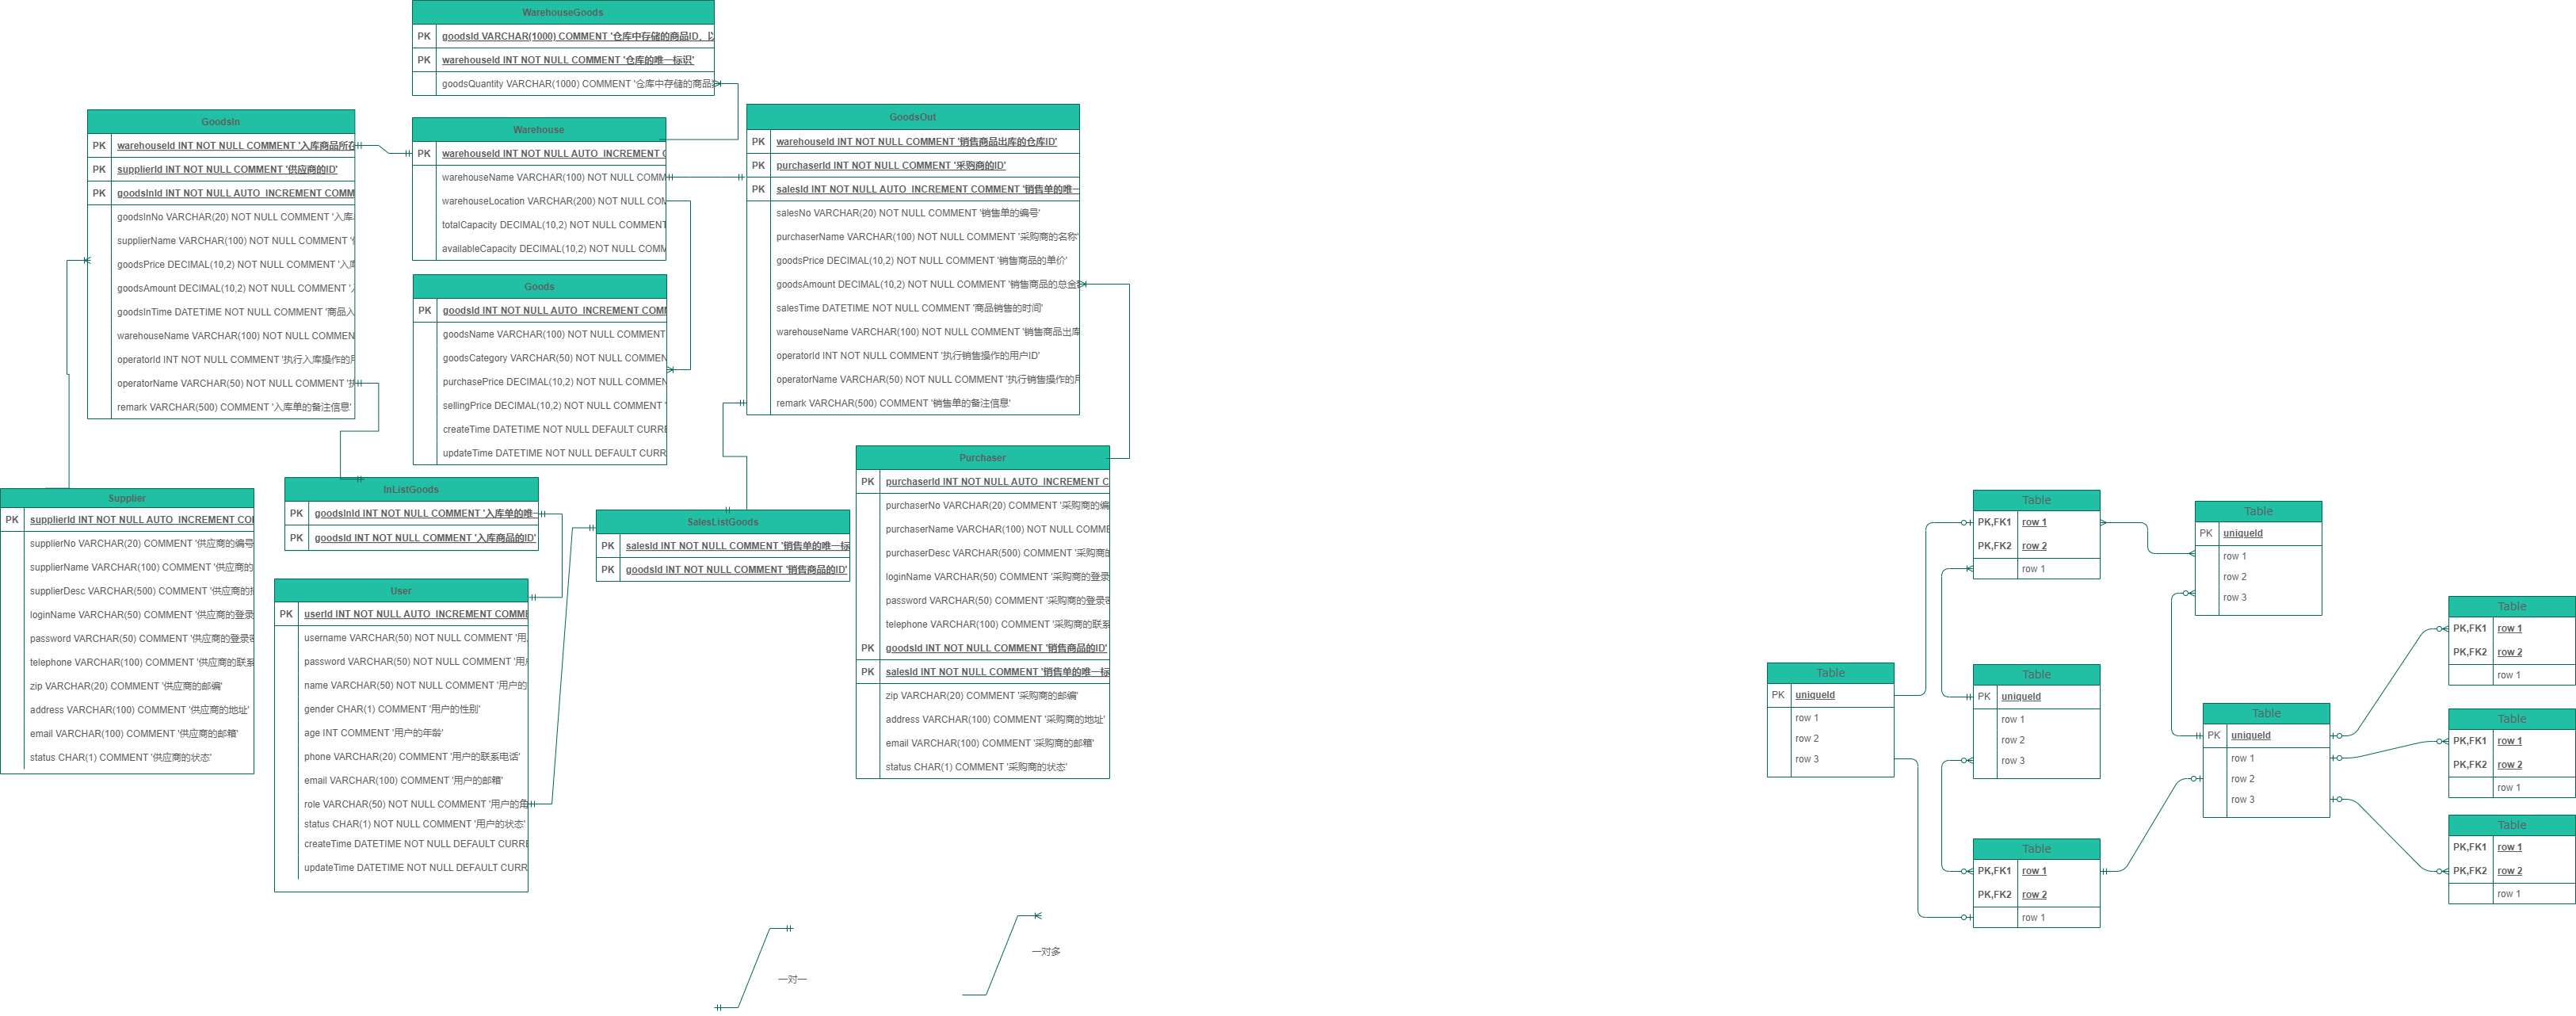 WarehouseGoods
PK goodsId VARCHAR(1000) COMMENT '仓库中存储的商品ID，以
PK warehouseId INT NOT NULL COMMENT '仓库的唯一标识'
goodsQuantity VARCHAR(1000) COMMENT '仓库中存储的商品
GoodsIn
PK warehouseId INT NOT NULL COMMENT '入库商品所在
PK supplierId INT NOT NULL COMMENT '供应商的ID'
PK goodsInId INT NOT NULL AUTO_INCREMENT COMM
goodsInNo VARCHAR(20) NOT NULL COMMENT '入库
supplierName VARCHAR(100) NOT NULL COMMENT '
goodsPrice DECIMAL(10,2) NOT NULL COMMENT '入库
goodsAmount DECIMAL(10,2) NOT NULL COMMENT '入
goodsInTime DATETIME NOT NULL COMMENT '商品入
warehouseName VARCHAR(100) NOT NULL COMMEN
operatorId INT NOT NULL COMMENT '执行入库操作的用
operatorName VARCHAR(50) NOT NULL COMMENT '执
remark VARCHAR(500) COMMENT '入库单的备注信息'
Warehouse
PK warehouseId INT NOT NULL AUTO_INCREMENT C
warehouseName VARCHAR(100) NOT NULL COMM
warehouseLocation VARCHAR(200) NOT NULL COM
totalCapacity DECIMAL(10,2) NOT NULL COMMENT
availableCapacity DECIMAL(10,2) NOT NULL COMM
Goods
PK goodsId INT NOT NULL AUTO_INCREMENT COMM
goodsName VARCHAR(100) NOT NULL COMMENT
goodsCategory VARCHAR(50) NOT NULL COMMEN
purchasePrice DECIMAL(10,2) NOT NULL COMMEN
sellingPrice DECIMAL(10,2) NOT NULL COMMENT '
createTime DATETIME NOT NULL DEFAULT CURRE
updateTime DATETIME NOT NULL DEFAULT CURR
GoodsOut
PK warehouseId INT NOT NULL COMMENT '销售商品出库的仓库ID'
PK purchaserId INT NOT NULL COMMENT '采购商的ID'
PK salesId INT NOT NULL AUTO_INCREMENT COMMENT '销售单的唯一
salesNo VARCHAR(20) NOT NULL COMMENT '销售单的编号'
purchaserName VARCHAR(100) NOT NULL COMMENT '采购商的名称'
goodsPrice DECIMAL(10,2) NOT NULL COMMENT '销售商品的单价'
goodsAmount DECIMAL(10,2) NOT NULL COMMENT '销售商品的总金
salesTime DATETIME NOT NULL COMMENT '商品销售的时间'
warehouseName VARCHAR(100) NOT NULL COMMENT '销售商品出库
operatorId INT NOT NULL COMMENT '执行销售操作的用户ID'
operatorName VARCHAR(50) NOT NULL COMMENT '执行销售操作的用
remark VARCHAR(500) COMMENT '销售单的备注信息'
Supplier
PK supplierId INT NOT NULL AUTO_INCREMENT CO
supplierNo VARCHAR(20) COMMENT '供应商的编号
supplierName VARCHAR(100) COMMENT '供应商的
supplierDesc VARCHAR(500) COMMENT '供应商的
loginName VARCHAR(50) COMMENT '供应商的登录
password VARCHAR(50) COMMENT '供应商的登录密
telephone VARCHAR(100) COMMENT '供应商的联系
zip VARCHAR(20) COMMENT '供应商的邮编'
address VARCHAR(100) COMMENT '供应商的地址'
email VARCHAR(100) COMMENT '供应商的邮箱'
status CHAR(1) COMMENT '供应商的状态'
InListGoods
PK goodsInId INT NOT NULL COMMENT '入库单的唯一
PK goodsId INT NOT NULL COMMENT '入库商品的ID'
User
PK userId INT NOT NULL AUTO_INCREMENT COMME
username VARCHAR(50) NOT NULL COMMENT '用
password VARCHAR(50) NOT NULL COMMENT '用户
name VARCHAR(50) NOT NULL COMMENT '用户的
gender CHAR(1) COMMENT '用户的性别'
age INT COMMENT '用户的年龄'
phone VARCHAR(20) COMMENT '用户的联系电话'
email VARCHAR(100) COMMENT '用户的邮箱'
role VARCHAR(50) NOT NULL COMMENT '用户的角
status CHAR(1) NOT NULL COMMENT '用户的状态'
createTime DATETIME NOT NULL DEFAULT CURRE
updateTime DATETIME NOT NULL DEFAULT CURR
SalesListGoods
PK salesId INT NOT NULL COMMENT '销售单的唯一标
PK goodsId INT NOT NULL COMMENT '销售商品的ID'
Purchaser
PK purchaserId INT NOT NULL AUTO_INCREMENT C
purchaserNo VARCHAR(20) COMMENT '采购商的编
purchaserName VARCHAR(100) NOT NULL COMME
purchaserDesc VARCHAR(500) COMMENT '采购商的
loginName VARCHAR(50) COMMENT '采购商的登录
password VARCHAR(50) COMMENT '采购商的登录密
telephone VARCHAR(100) COMMENT '采购商的联系
PK goodsId INT NOT NULL COMMENT '销售商品的ID'
PK salesId INT NOT NULL COMMENT '销售单的唯一标
zip VARCHAR(20) COMMENT '采购商的邮编'
address VARCHAR(100) COMMENT '采购商的地址'
email VARCHAR(100) COMMENT '采购商的邮箱'
status CHAR(1) COMMENT '采购商的状态'
一对一
一对多
Table
PK uniqueId
row 1
row 2
row 3
Table
PK,FK1 row 1
PK,FK2 row 2
row 1
Table
PK uniqueId
row 1
row 2
row 3
Table
PK,FK1 row 1
PK,FK2 row 2
row 1
Table
PK uniqueId
row 1
row 2
row 3
Table
PK uniqueId
row 1
row 2
row 3
Table
PK,FK1 row 1
PK,FK2 row 2
row 1
Table
PK,FK1 row 1
PK,FK2 row 2
row 1
Table
PK,FK1 row 1
PK,FK2 row 2
row 1